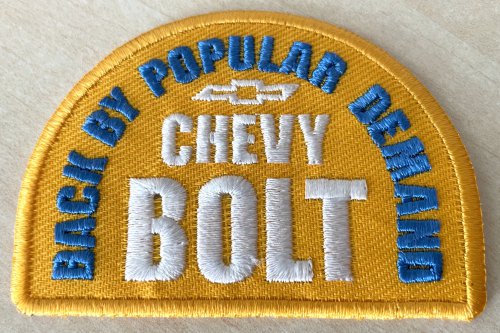 BACK BY POPULAR DEMAND
CHEVY
BOLT